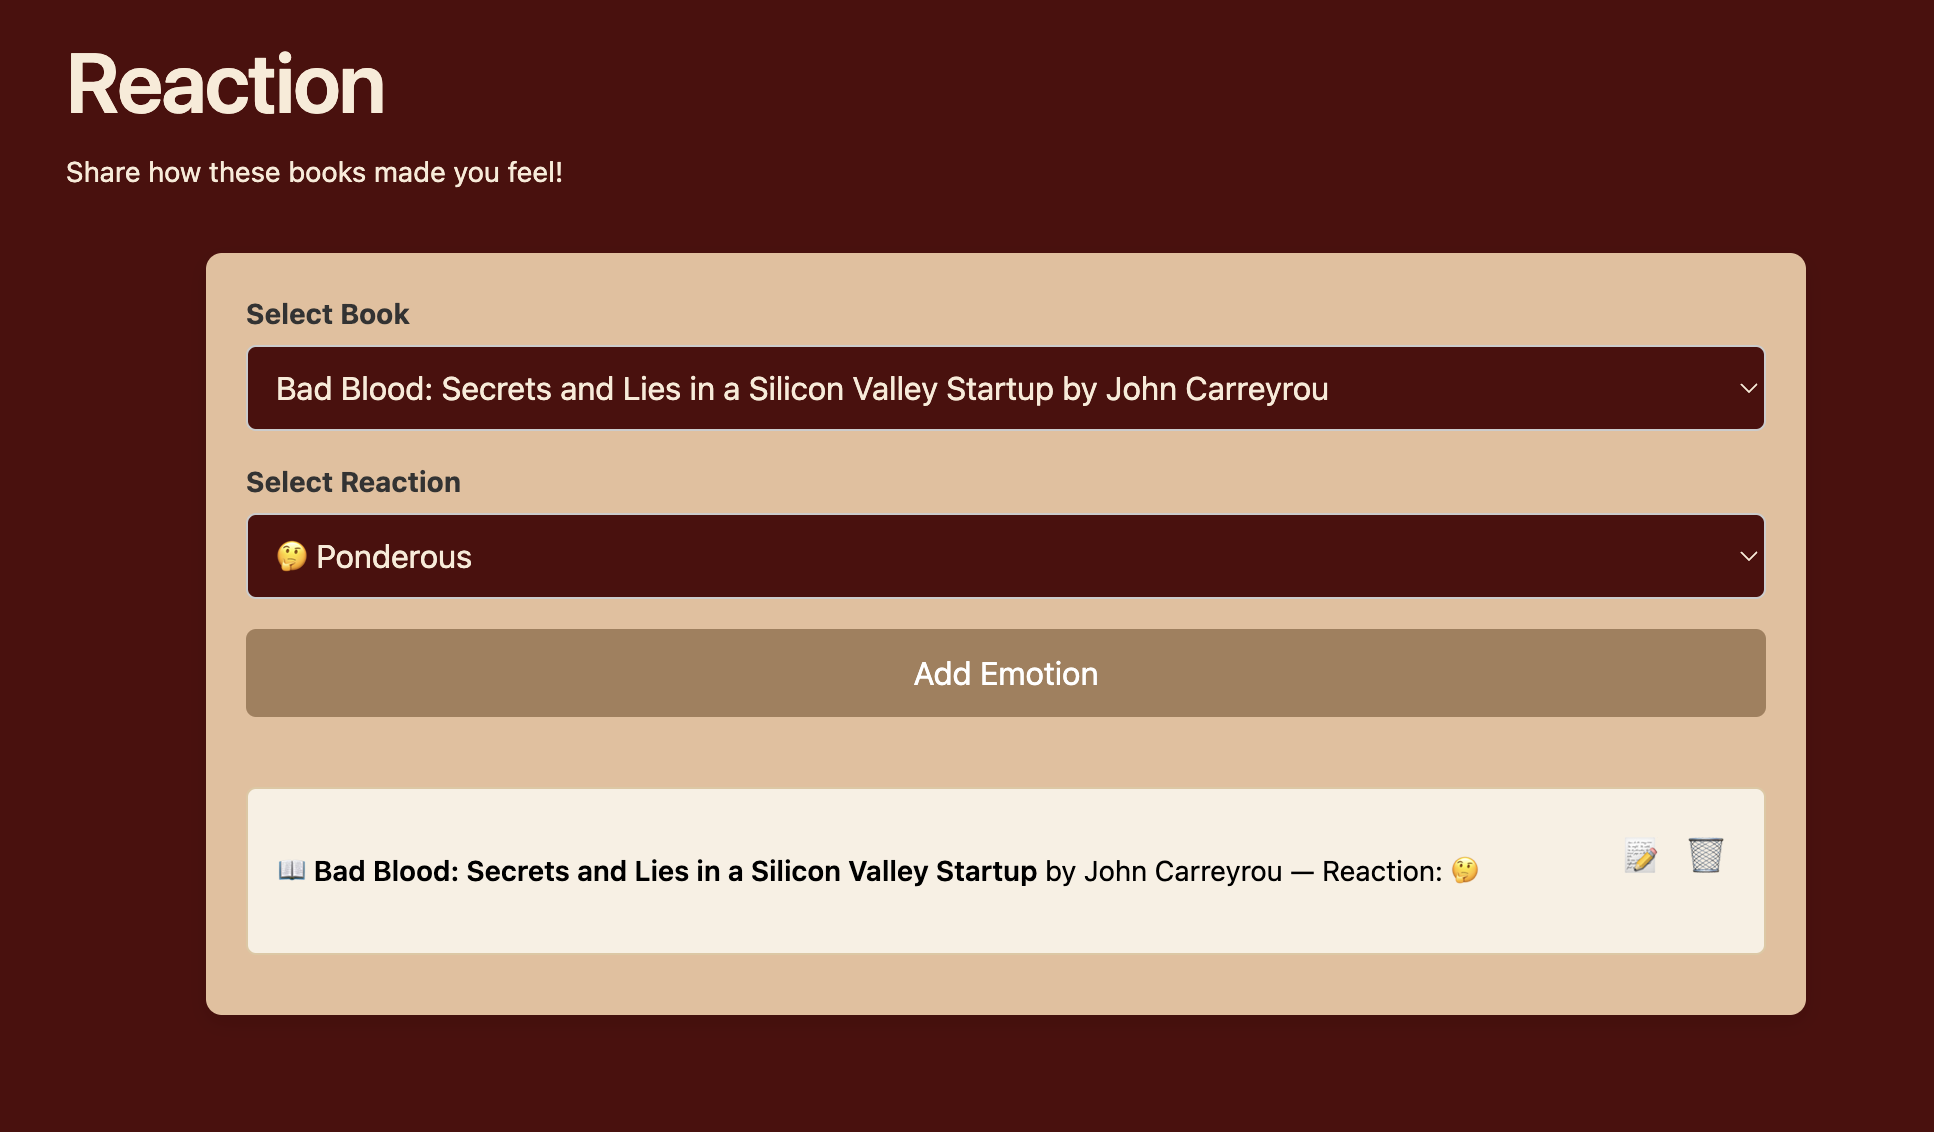 Reaction
Share how these books made you feel!
Select Book
Bad Blood: Secrets and Lies in a Silicon Valley Startup by John Carreyrou
Select Reaction
🤔 Ponderous
Add Emotion
📖 Bad Blood: Secrets and Lies in a Silicon Valley Startup by John Carreyrou — Reaction: 🤔